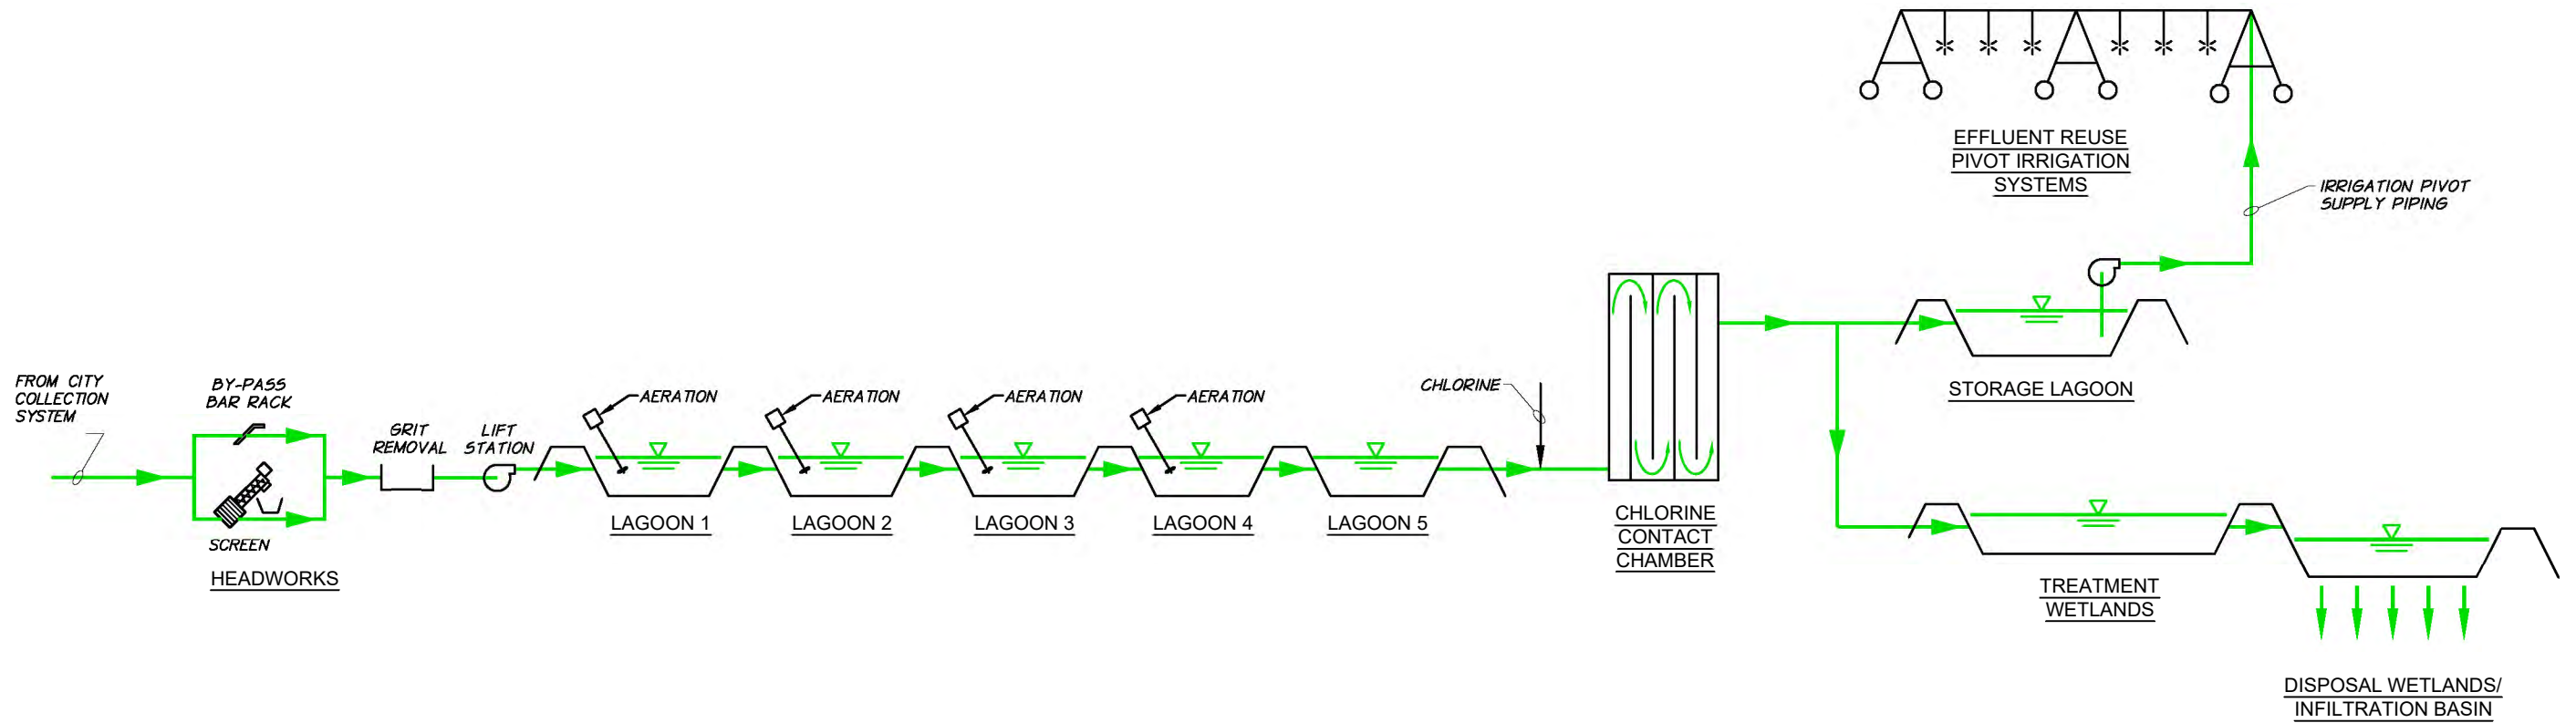 EFFLUENT REUSE
PIVOT IRRIGATION
SYSTEMS
IRRIGATION PIVOT
SUPPLY PIPING
FROM CITY
COLLECTION
SYSTEM
BY-PASS
BAR RACK
SCREEN
HEADWORKS
GRIT
REMOVAL
LIFT
STATION
AERATION
LAGOON 1
AERATION
LAGOON 2
AERATION
LAGOON 3
AERATION
LAGOON 4
LAGOON 5
CHLORINE
CHLORINE
CONTACT
CHAMBER
STORAGE LAGOON
TREATMENT
WETLANDS
DISPOSAL WETLANDS/
INFILTRATION BASIN